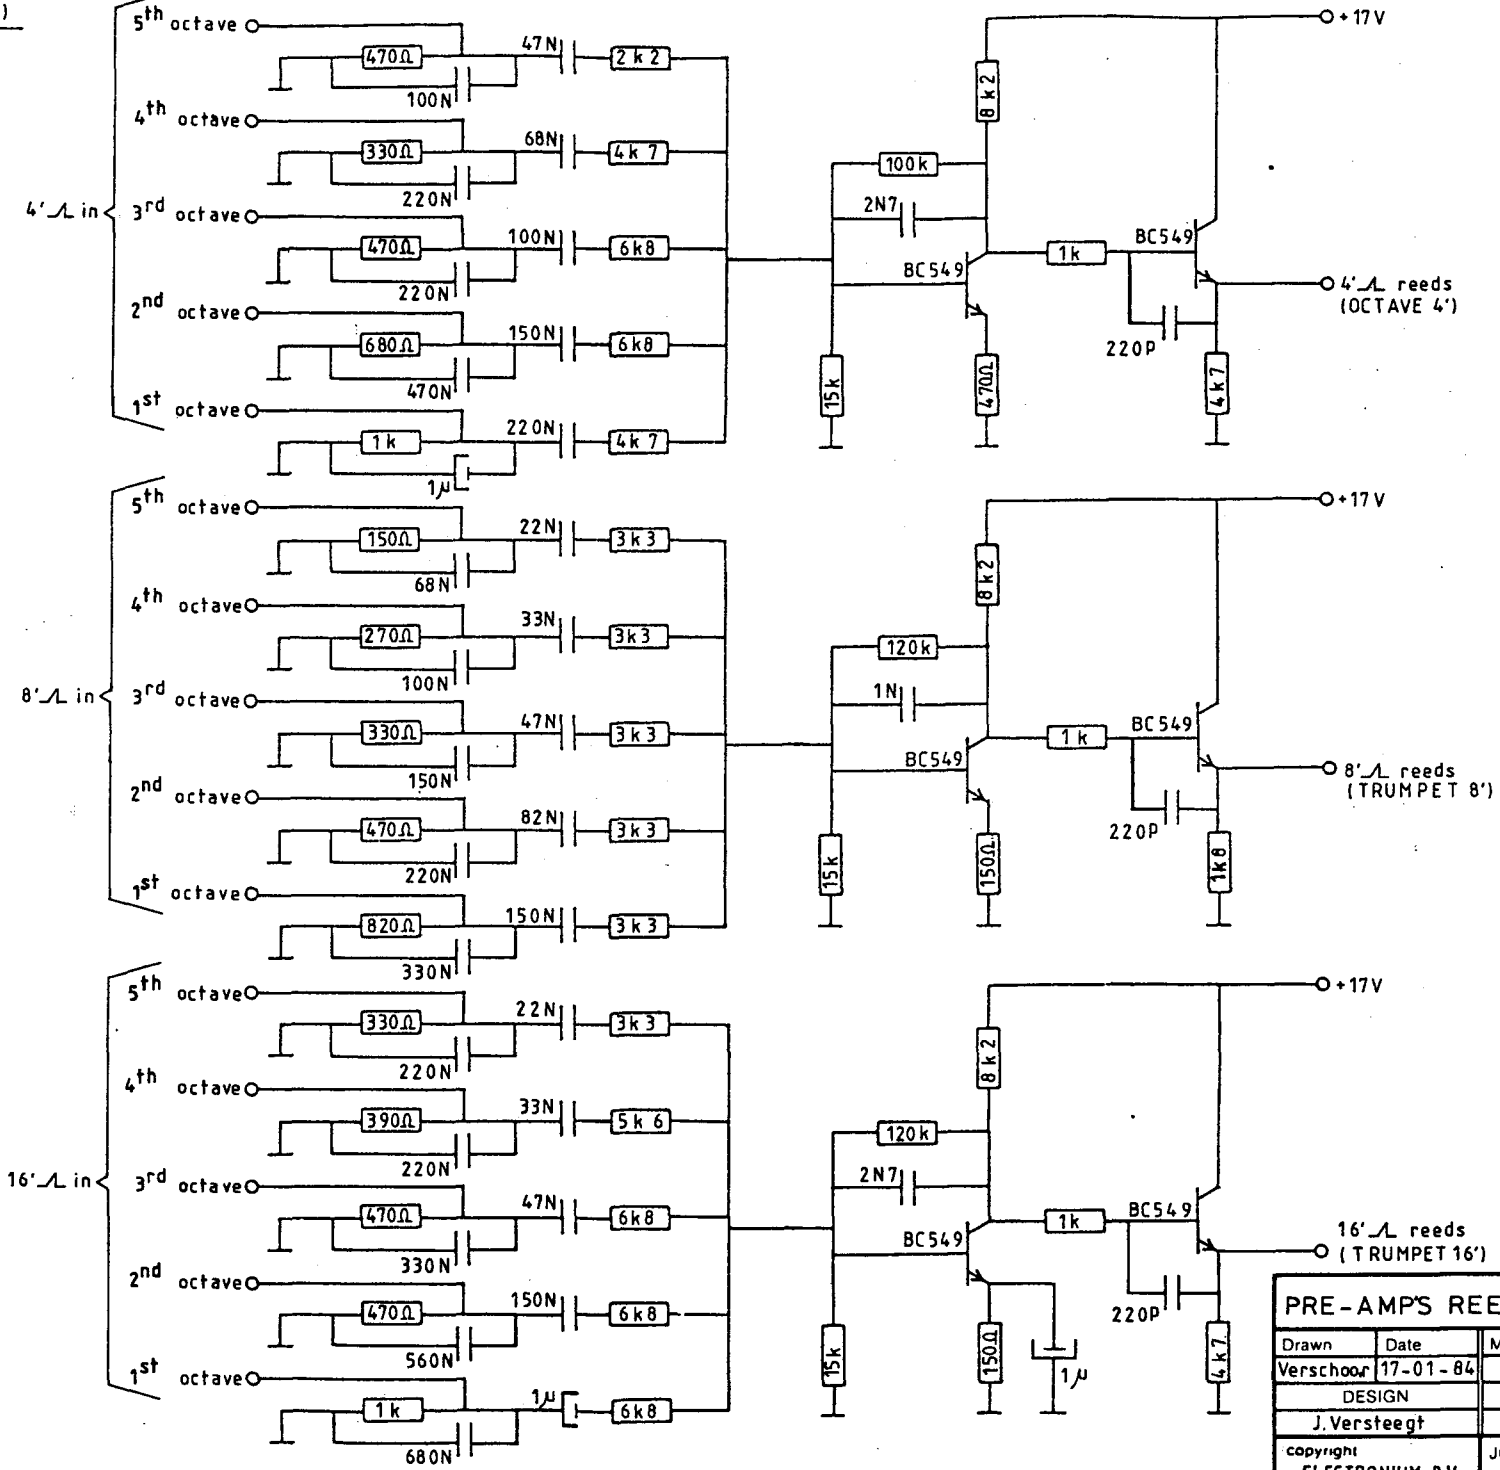 )
5th octave
470Ω
47N
2k2
100N
4th octave
330Ω
68N
4k7
220N
4' in
3rd octave
470Ω
100N
6k8
220N
2nd octave
680Ω
150N
6k8
470N
1st octave
1k
220N
4k7
1µ
+17V
8k2
100k
2N7
BC549
1k
BC549
4' reeds
(OCTAVE 4')
220P
15k
470Ω
4k7
5th octave
150Ω
22N
3k3
68N
4th octave
270Ω
33N
3k3
100N
8' in
3rd octave
330Ω
47N
3k3
150N
2nd octave
470Ω
82N
3k3
220N
1st octave
820Ω
150N
3k3
330N
+17V
8k2
120k
1N
BC549
1k
BC549
8' reeds
(TRUMPET 8')
220P
15k
150Ω
1k8
5th octave
330Ω
22N
3k3
220N
4th octave
390Ω
33N
5k6
220N
16' in
3rd octave
470Ω
47N
6k8
330N
2nd octave
470Ω
150N
6k8
560N
1st octave
1k
1µ
6k8
680N
+17V
8k2
120k
2N7
BC549
1k
BC549
16' reeds
(TRUMPET 16')
220P
15k
150Ω
1µ
4k7
PRE-AMP'S REE
Drawn Date M
Verschoor 17-01-84
DESIGN
J.Versteegt
copyright